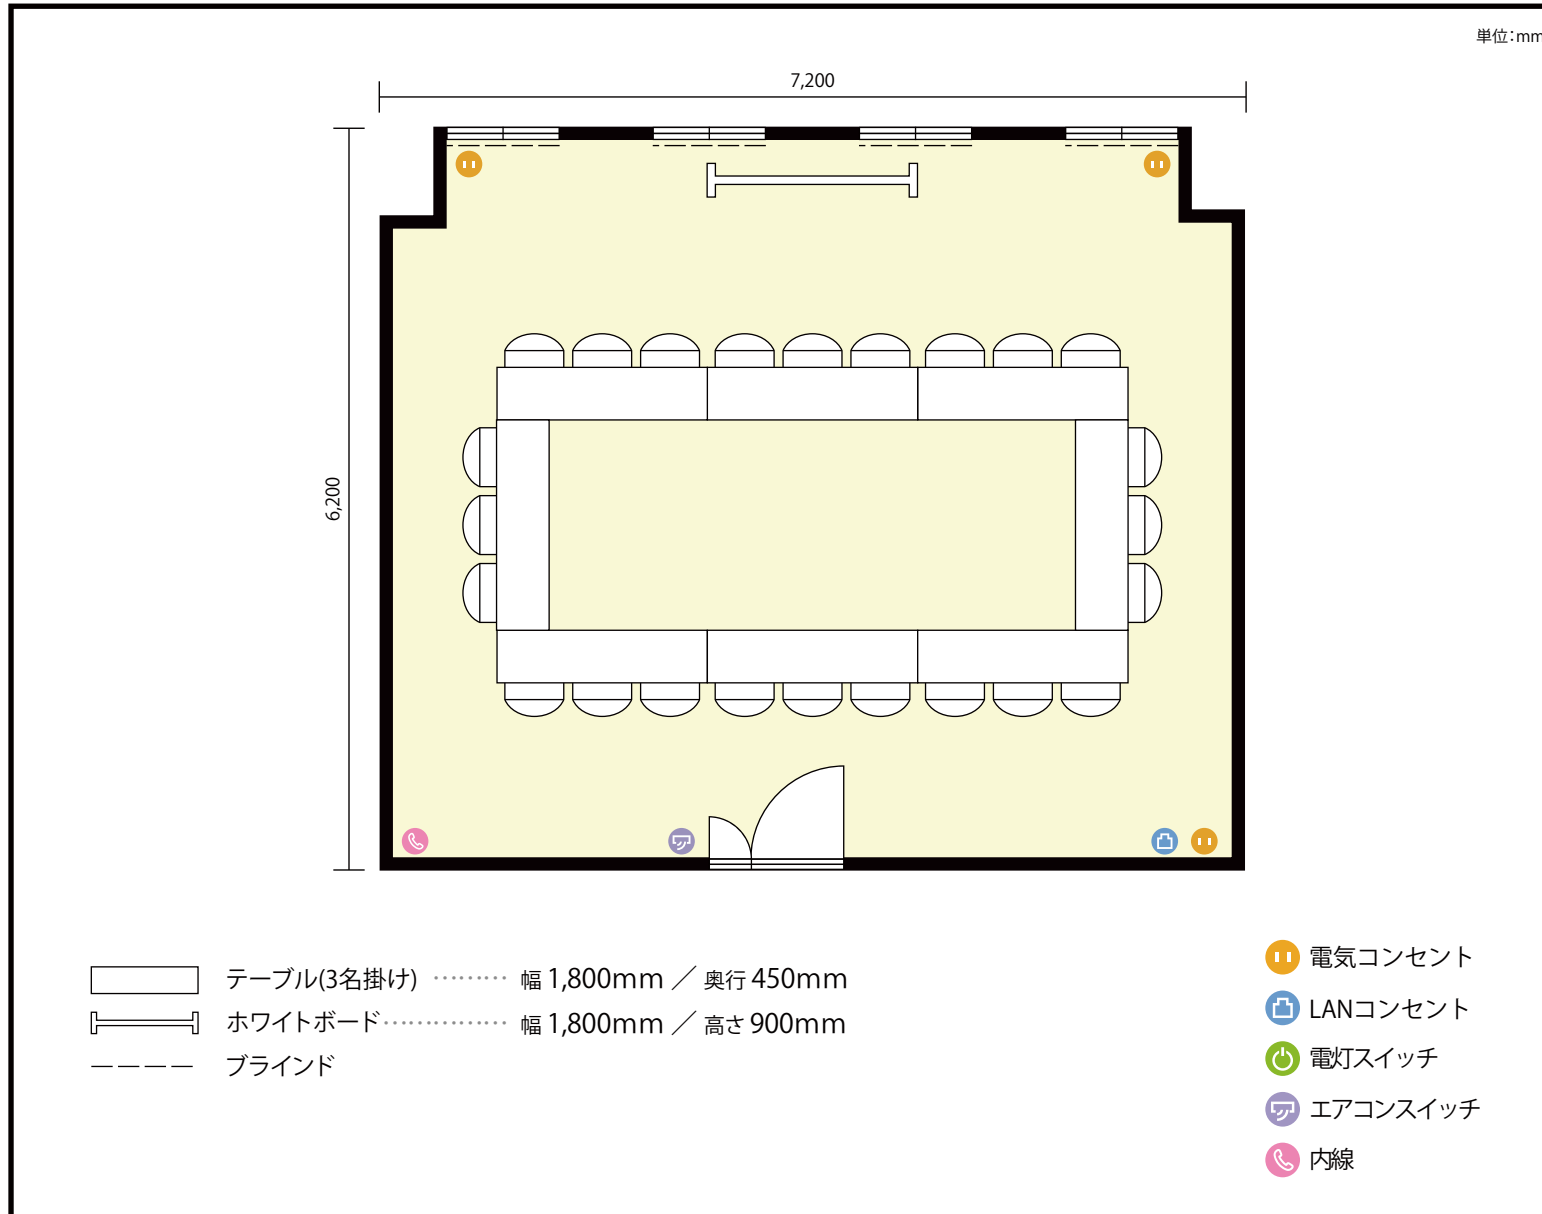 単位：mm
7,200
6,200
テーブル(3名掛け) ········· 幅 1,800mm ／ 奥行 450mm
ホワイトボード ·············· 幅 1,800mm ／ 高さ 900mm
ブラインド
電気コンセント
LANコンセント
電灯スイッチ
エアコンスイッチ
内線